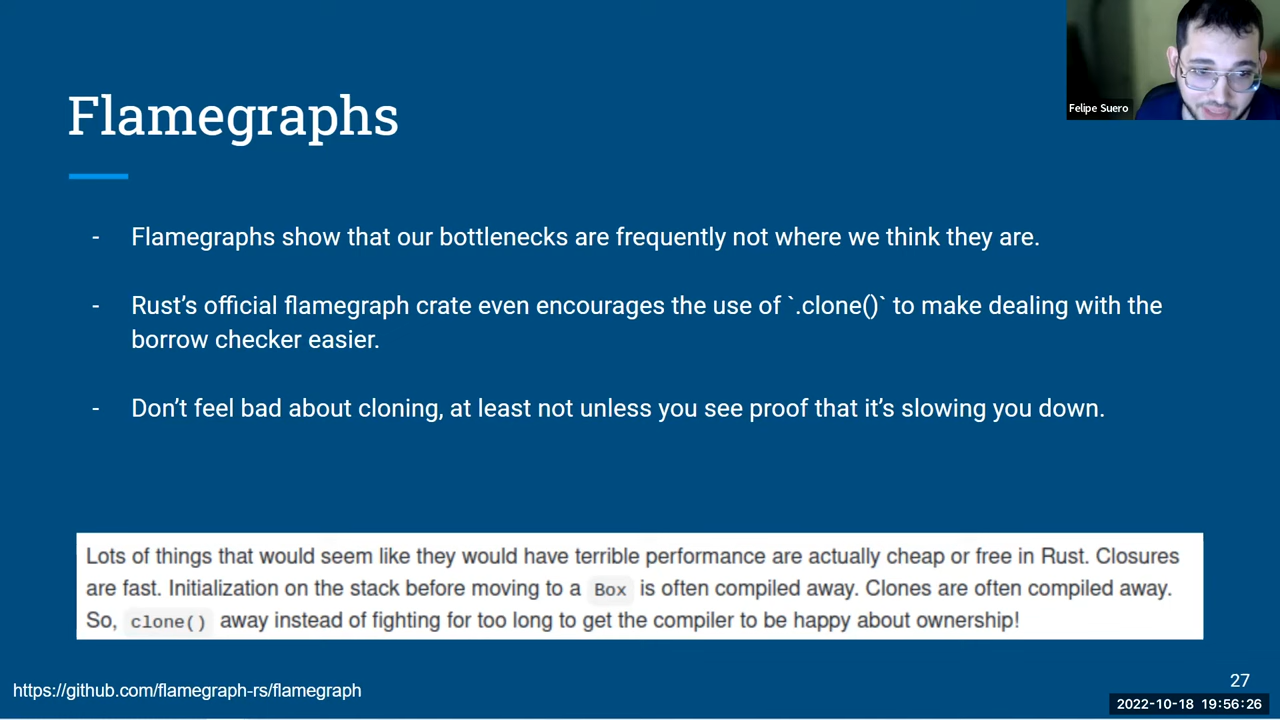 Felipe Suero
Flamegraphs
- Flamegraphs show that our bottlenecks are frequently not where we think they are.
- Rust’s official flamegraph crate even encourages the use of `.clone()` to make dealing with the
borrow checker easier.
- Don’t feel bad about cloning, at least not unless you see proof that it’s slowing you down.
Lots of things that would seem like they would have terrible performance are actually cheap or free in Rust. Closures
are fast. Initialization on the stack before moving to a Box is often compiled away. Clones are often compiled away.
So, clone() away instead of fighting for too long to get the compiler to be happy about ownership!
https://github.com/flamegraph-rs/flamegraph
27
2022-10-18 19:56:26